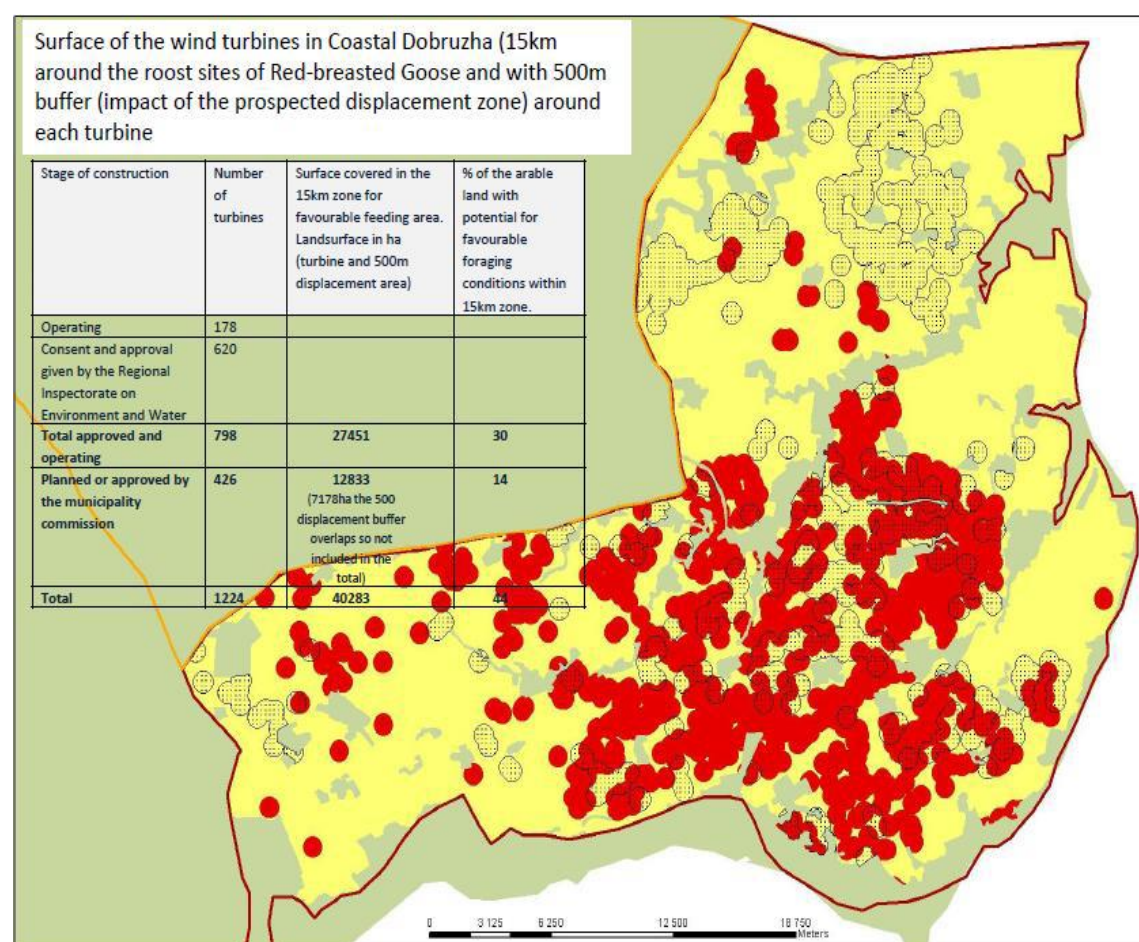 Surface of the wind turbines in Coastal Dobruzha (15km
around the roost sites of Red-breasted Goose and with 500m
buffer (impact of the prospected displacement zone) around
each turbine
Stage of construction
Number
of
turbines
Surface covered in the
15km zone for
favourable feeding area.
Landsurface in ha
(turbine and 500m
displacement area)
% of the arable
land with
potential for
favourable
foraging
conditions within
15km zone.
Operating
178
Consent and approval
given by the Regional
Inspectorate on
Environment and Water
620
Total approved and
operating
798
27451
30
Planned or approved by
the municipality
commission
426
12833
(7178ha the 500
displacement buffer
overlaps so not
included in the
total)
14
Total
1224
40283
44
0 3 125 6 250 12 500 18 750
Meters